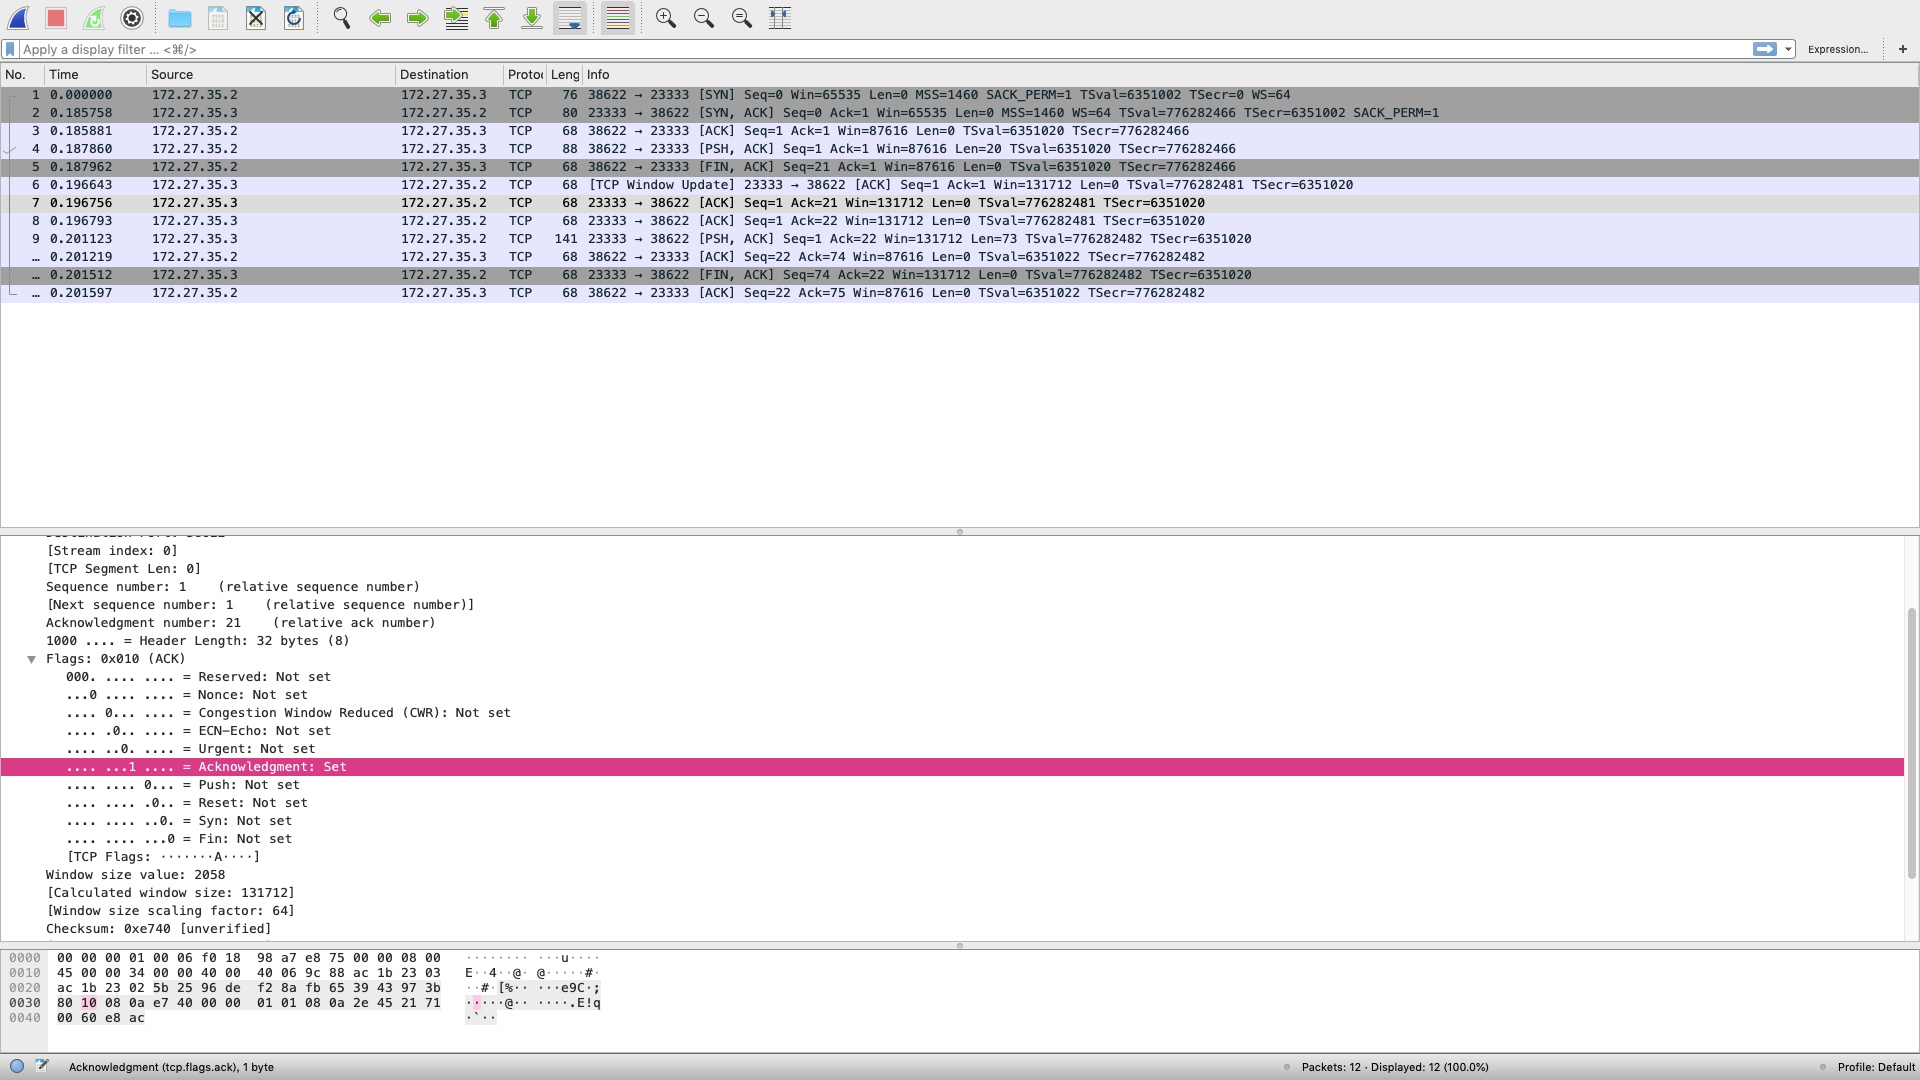 Apply a display filter ... <⌘/>
Expression...
+
No. Time Source Destination Protoc Leng Info
1 0.000000 172.27.35.2 172.27.35.3 TCP 76 38622 → 23333 [SYN] Seq=0 Win=65535 Len=0 MSS=1460 SACK_PERM=1 TSval=6351002 TSecr=0 WS=64
2 0.185758 172.27.35.3 172.27.35.2 TCP 80 23333 → 38622 [SYN, ACK] Seq=0 Ack=1 Win=65535 Len=0 MSS=1460 WS=64 TSval=776282466 TSecr=6351002 SACK_PERM=1
3 0.185881 172.27.35.2 172.27.35.3 TCP 68 38622 → 23333 [ACK] Seq=1 Ack=1 Win=87616 Len=0 TSval=6351020 TSecr=776282466
4 0.187860 172.27.35.2 172.27.35.3 TCP 88 38622 → 23333 [PSH, ACK] Seq=1 Ack=1 Win=87616 Len=20 TSval=6351020 TSecr=776282466
5 0.187962 172.27.35.2 172.27.35.3 TCP 68 38622 → 23333 [FIN, ACK] Seq=21 Ack=1 Win=87616 Len=0 TSval=6351020 TSecr=776282466
6 0.196643 172.27.35.3 172.27.35.2 TCP 68 [TCP Window Update] 23333 → 38622 [ACK] Seq=1 Ack=1 Win=131712 Len=0 TSval=776282481 TSecr=6351020
7 0.196756 172.27.35.3 172.27.35.2 TCP 68 23333 → 38622 [ACK] Seq=1 Ack=21 Win=131712 Len=0 TSval=776282481 TSecr=6351020
8 0.196793 172.27.35.3 172.27.35.2 TCP 68 23333 → 38622 [ACK] Seq=1 Ack=22 Win=131712 Len=0 TSval=776282481 TSecr=6351020
9 0.201123 172.27.35.3 172.27.35.2 TCP 141 23333 → 38622 [PSH, ACK] Seq=1 Ack=22 Win=131712 Len=73 TSval=776282482 TSecr=6351020
… 0.201219 172.27.35.2 172.27.35.3 TCP 68 38622 → 23333 [ACK] Seq=22 Ack=74 Win=87616 Len=0 TSval=6351022 TSecr=776282482
… 0.201512 172.27.35.3 172.27.35.2 TCP 68 23333 → 38622 [FIN, ACK] Seq=74 Ack=22 Win=131712 Len=0 TSval=776282482 TSecr=6351020
… 0.201597 172.27.35.2 172.27.35.3 TCP 68 38622 → 23333 [ACK] Seq=22 Ack=75 Win=87616 Len=0 TSval=6351022 TSecr=776282482
[Stream index: 0]
[TCP Segment Len: 0]
Sequence number: 1 (relative sequence number)
[Next sequence number: 1 (relative sequence number)]
Acknowledgment number: 21 (relative ack number)
1000 .... = Header Length: 32 bytes (8)
Flags: 0x010 (ACK)
000. .... .... = Reserved: Not set
...0 .... .... = Nonce: Not set
.... 0... .... = Congestion Window Reduced (CWR): Not set
.... .0.. .... = ECN-Echo: Not set
.... ..0. .... = Urgent: Not set
.... ...1 .... = Acknowledgment: Set
.... .... 0... = Push: Not set
.... .... .0.. = Reset: Not set
.... .... ..0. = Syn: Not set
.... .... ...0 = Fin: Not set
[TCP Flags: ·······A····]
Window size value: 2058
[Calculated window size: 131712]
[Window size scaling factor: 64]
Checksum: 0xe740 [unverified]
0000 00 00 00 01 00 06 f0 18 98 a7 e8 75 00 00 08 00 ········ ···u····
0010 45 00 00 34 00 00 40 00 40 06 9c 88 ac 1b 23 03 E··4··@· @·····#·
0020 ac 1b 23 02 5b 25 96 de f2 8a fb 65 39 43 97 3b ··#·[%·· ···e9C·;
0030 80 10 08 0a e7 40 00 00 01 01 08 0a 2e 45 21 71 ·····@·· ····.E!q
0040 00 60 e8 ac ·`··
Acknowledgment (tcp.flags.ack), 1 byte
Packets: 12 · Displayed: 12 (100.0%)
Profile: Default